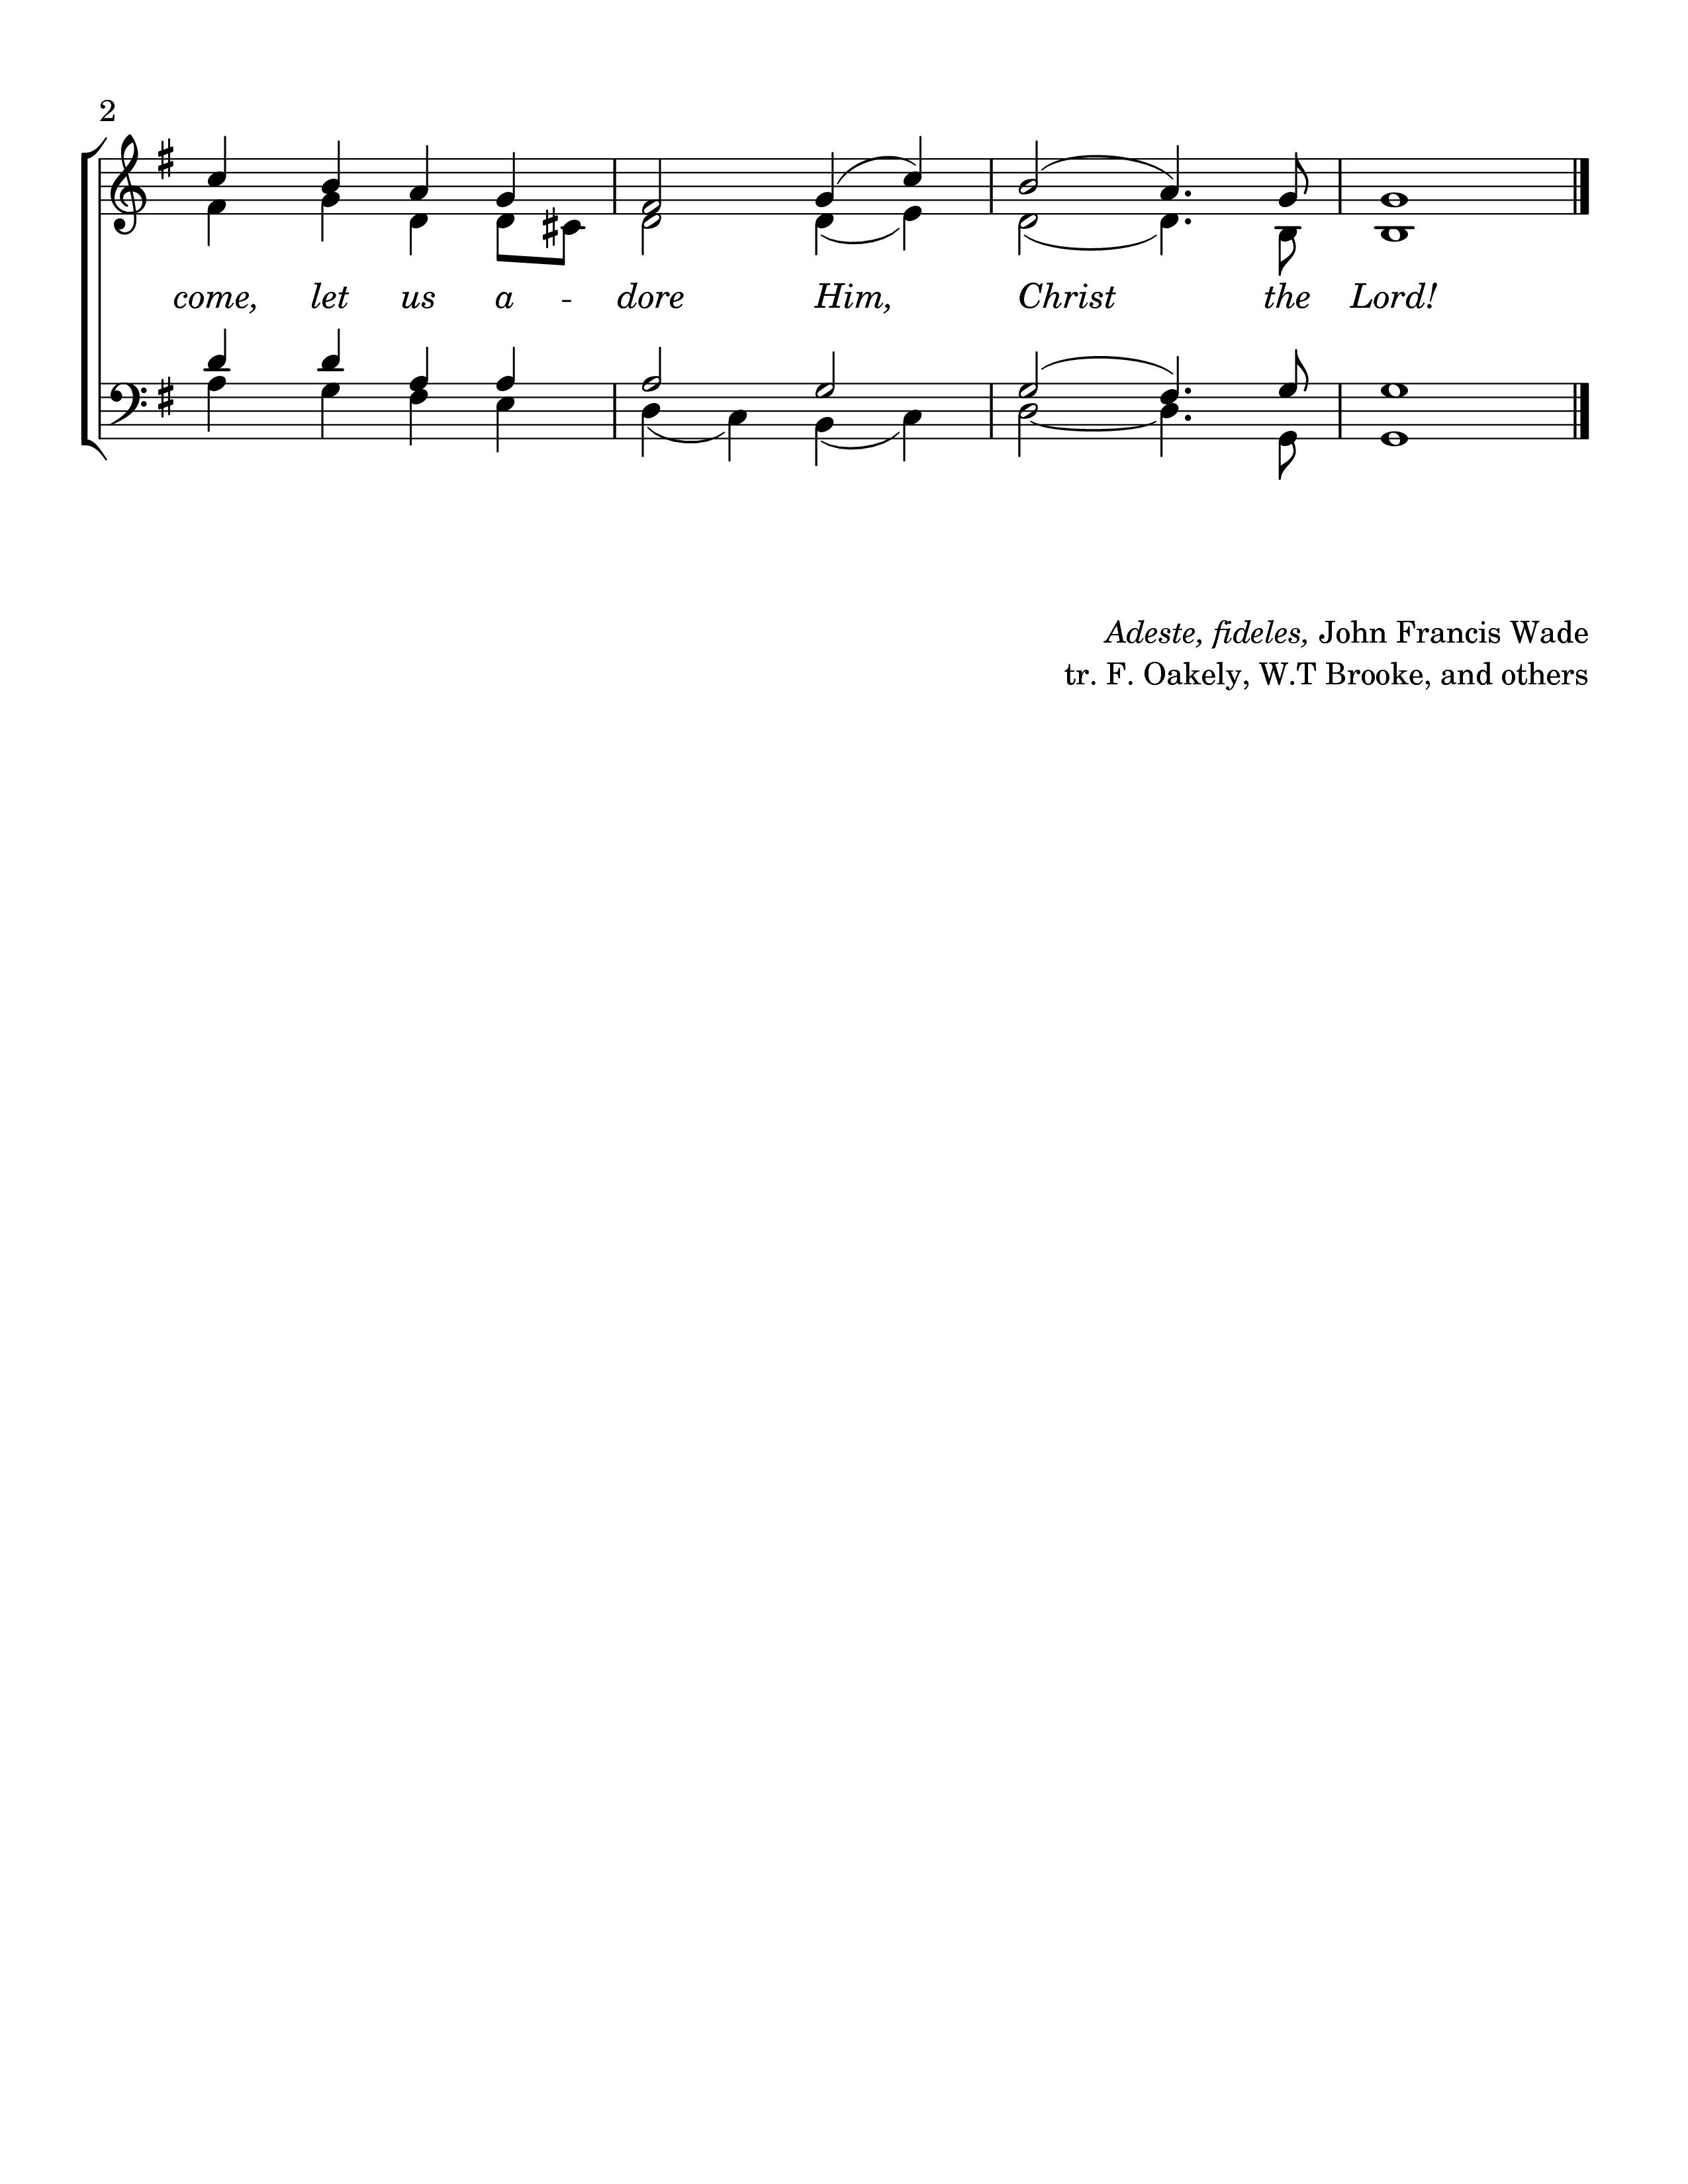 2
come, let us a - dore Him, Christ the Lord!
Adeste, fideles, John Francis Wade
tr. F. Oakely, W.T Brooke, and others